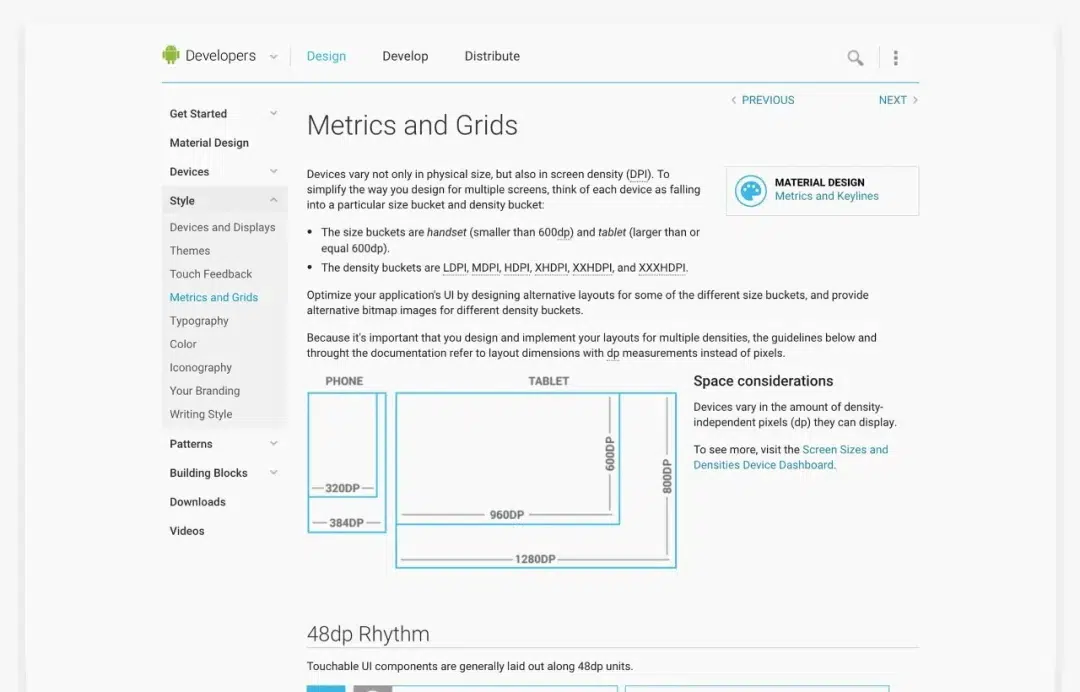 Developers
Design
Develop
Distribute
PREVIOUS
NEXT
Get Started
Material Design
Devices
Style
Devices and Displays
Themes
Touch Feedback
Metrics and Grids
Typography
Color
Iconography
Your Branding
Writing Style
Patterns
Building Blocks
Downloads
Videos
Metrics and Grids
Devices vary not only in physical size, but also in screen density (DPI). To
simplify the way you design for multiple screens, think of each device as falling
into a particular size bucket and density bucket:
MATERIAL DESIGN
Metrics and Keylines
• The size buckets are handset (smaller than 600dp) and tablet (larger than or
equal 600dp).
• The density buckets are LDPI, MDPI, HDPI, XHDPI, XXHDPI, and XXXHDPI.
Optimize your application's UI by designing alternative layouts for some of the different size buckets, and provide
alternative bitmap images for different density buckets.
Because it's important that you design and implement your layouts for multiple densities, the guidelines below and
throught the documentation refer to layout dimensions with dp measurements instead of pixels.
PHONE
320DP
384DP
TABLET
600DP
800DP
960DP
1280DP
Space considerations
Devices vary in the amount of density-
independent pixels (dp) they can display.
To see more, visit the Screen Sizes and
Densities Device Dashboard.
48dp Rhythm
Touchable UI components are generally laid out along 48dp units.